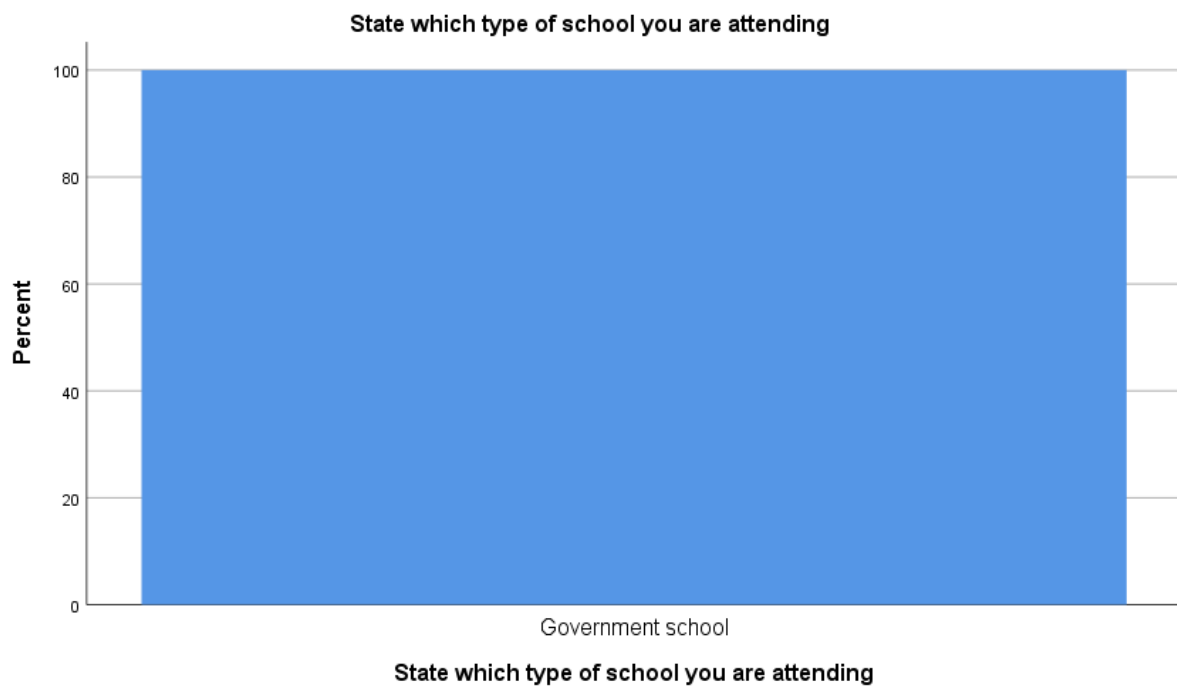 State which type of school you are attending
100
80
60
40
20
0
Percent
Government school
State which type of school you are attending